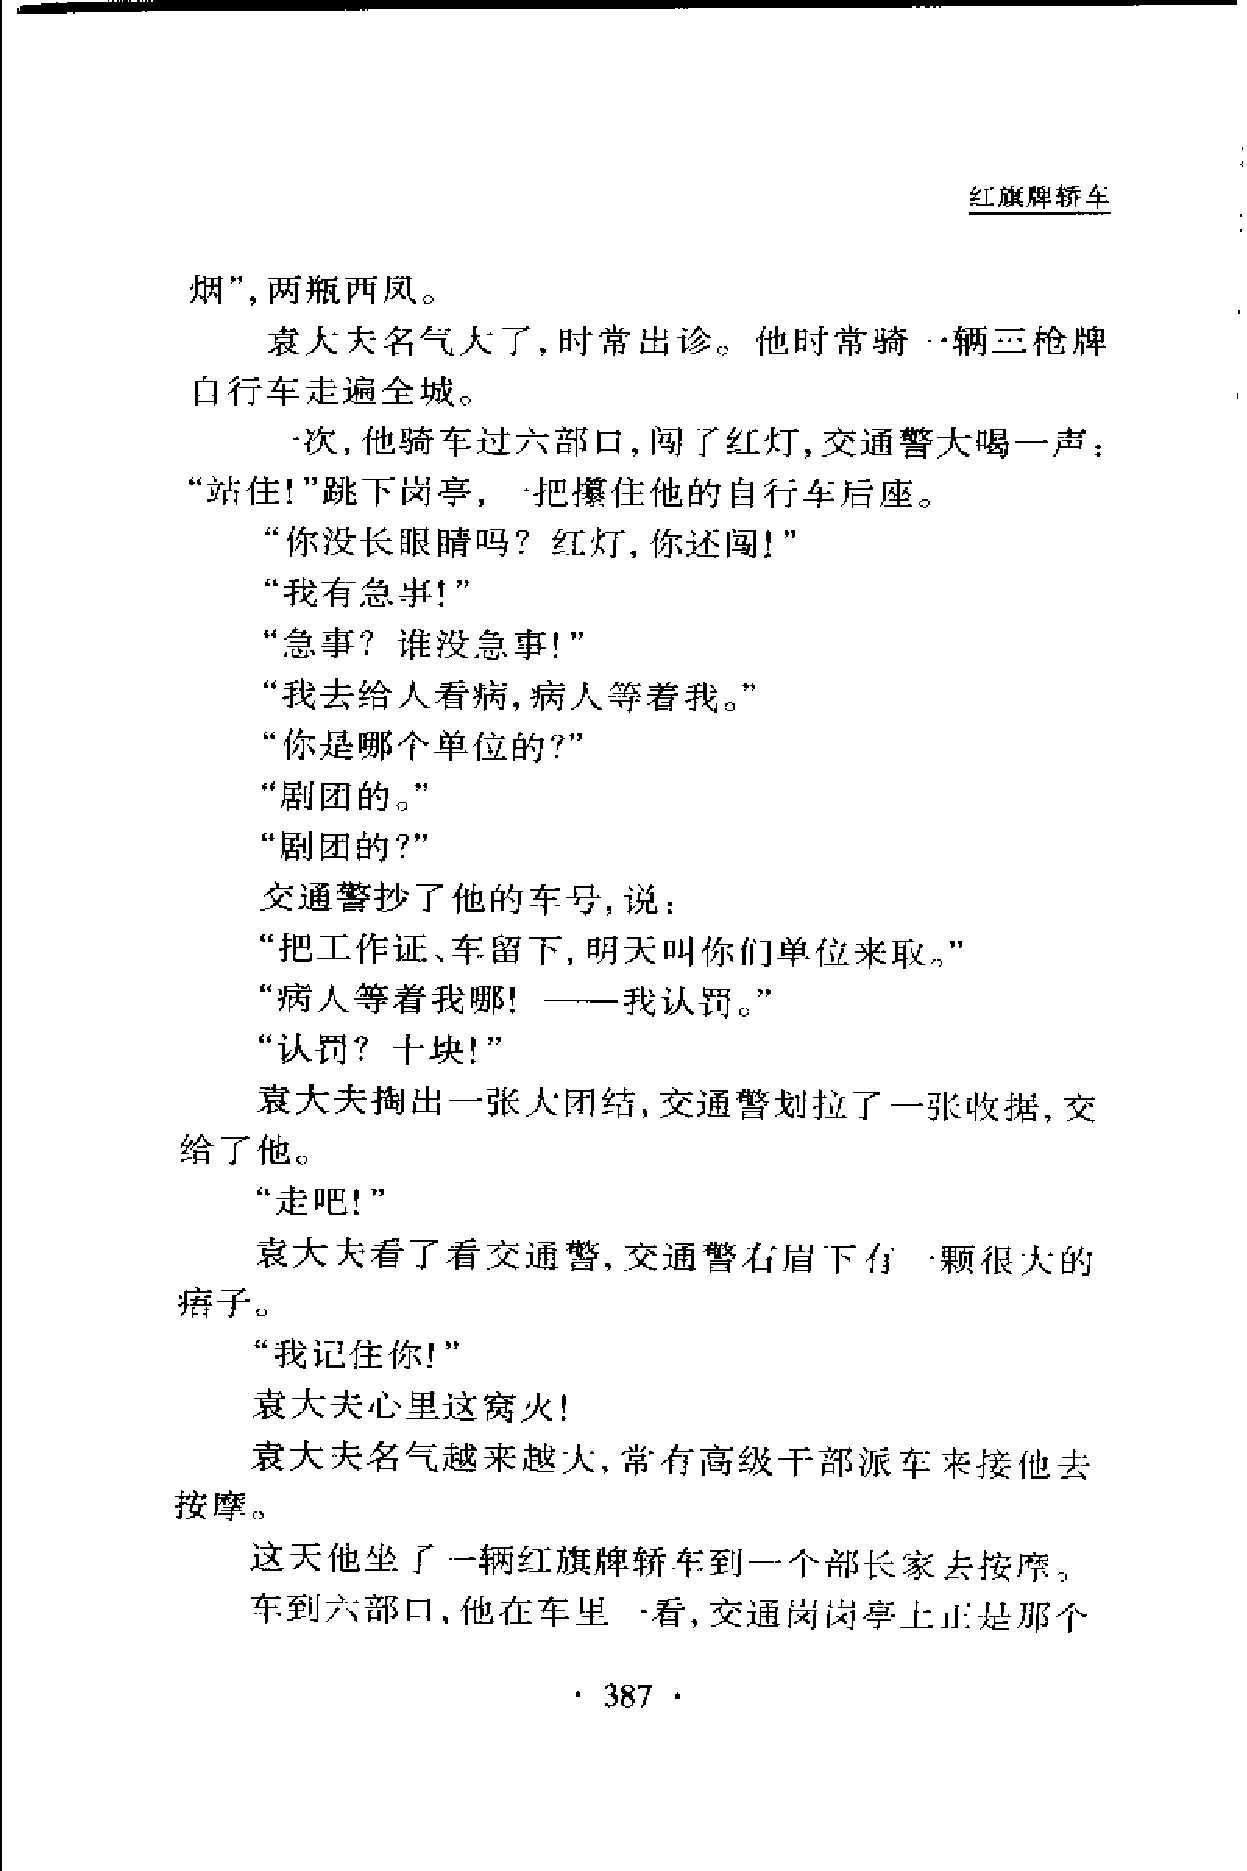 红旗牌轿车
烟”,两瓶西凤。
袁大夫名气大了,时常出诊。他时常骑一辆三枪牌
自行车走遍全城。
一次,他骑车过六部口,闯了红灯,交通警大喝一声:
“站住!”跳下岗亭,一把攥住他的自行车后座。
“你没长眼睛吗? 红灯,你还闯!”
“我有急事!”
“急事? 谁没急事!”
“我去给人看病,病人等着我。”
“你是哪个单位的?”
“剧团的。”
“剧团的?”
交通警抄了他的车号,说:
“把工作证、车留下,明天叫你们单位来取。”
“病人等着我哪! ——我认罚。”
“认罚? 十块!”
袁大夫掏出一张大团结,交通警划拉了一张收据,交
给了他。
“走吧!”
袁大夫看了看交通警,交通警右眉下有一颗很大的
痦子。
“我记住你!”
袁大夫心里这窝火!
袁大夫名气越来越大,常有高级干部派车来接他去
按摩。
这天他坐了一辆红旗牌轿车到一个部长家去按摩。
车到六部口,他在车里一看,交通岗岗亭上正是那个
· 387 ·